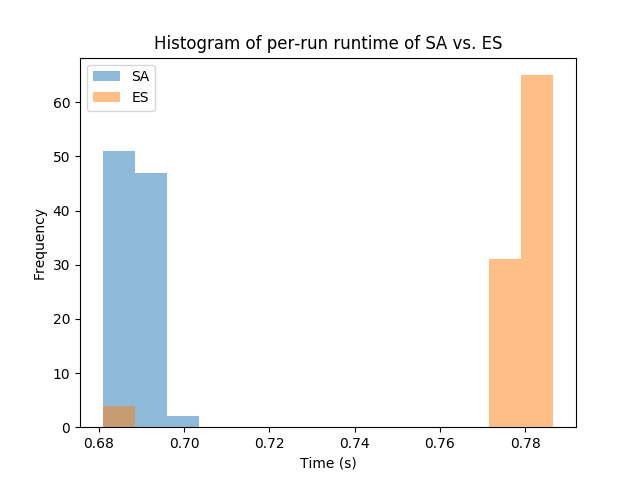 Histogram of per-run runtime of SA vs. ES
SA
ES
Frequency
60
50
40
30
20
10
0
0.68 0.70 0.72 0.74 0.76 0.78
Time (s)